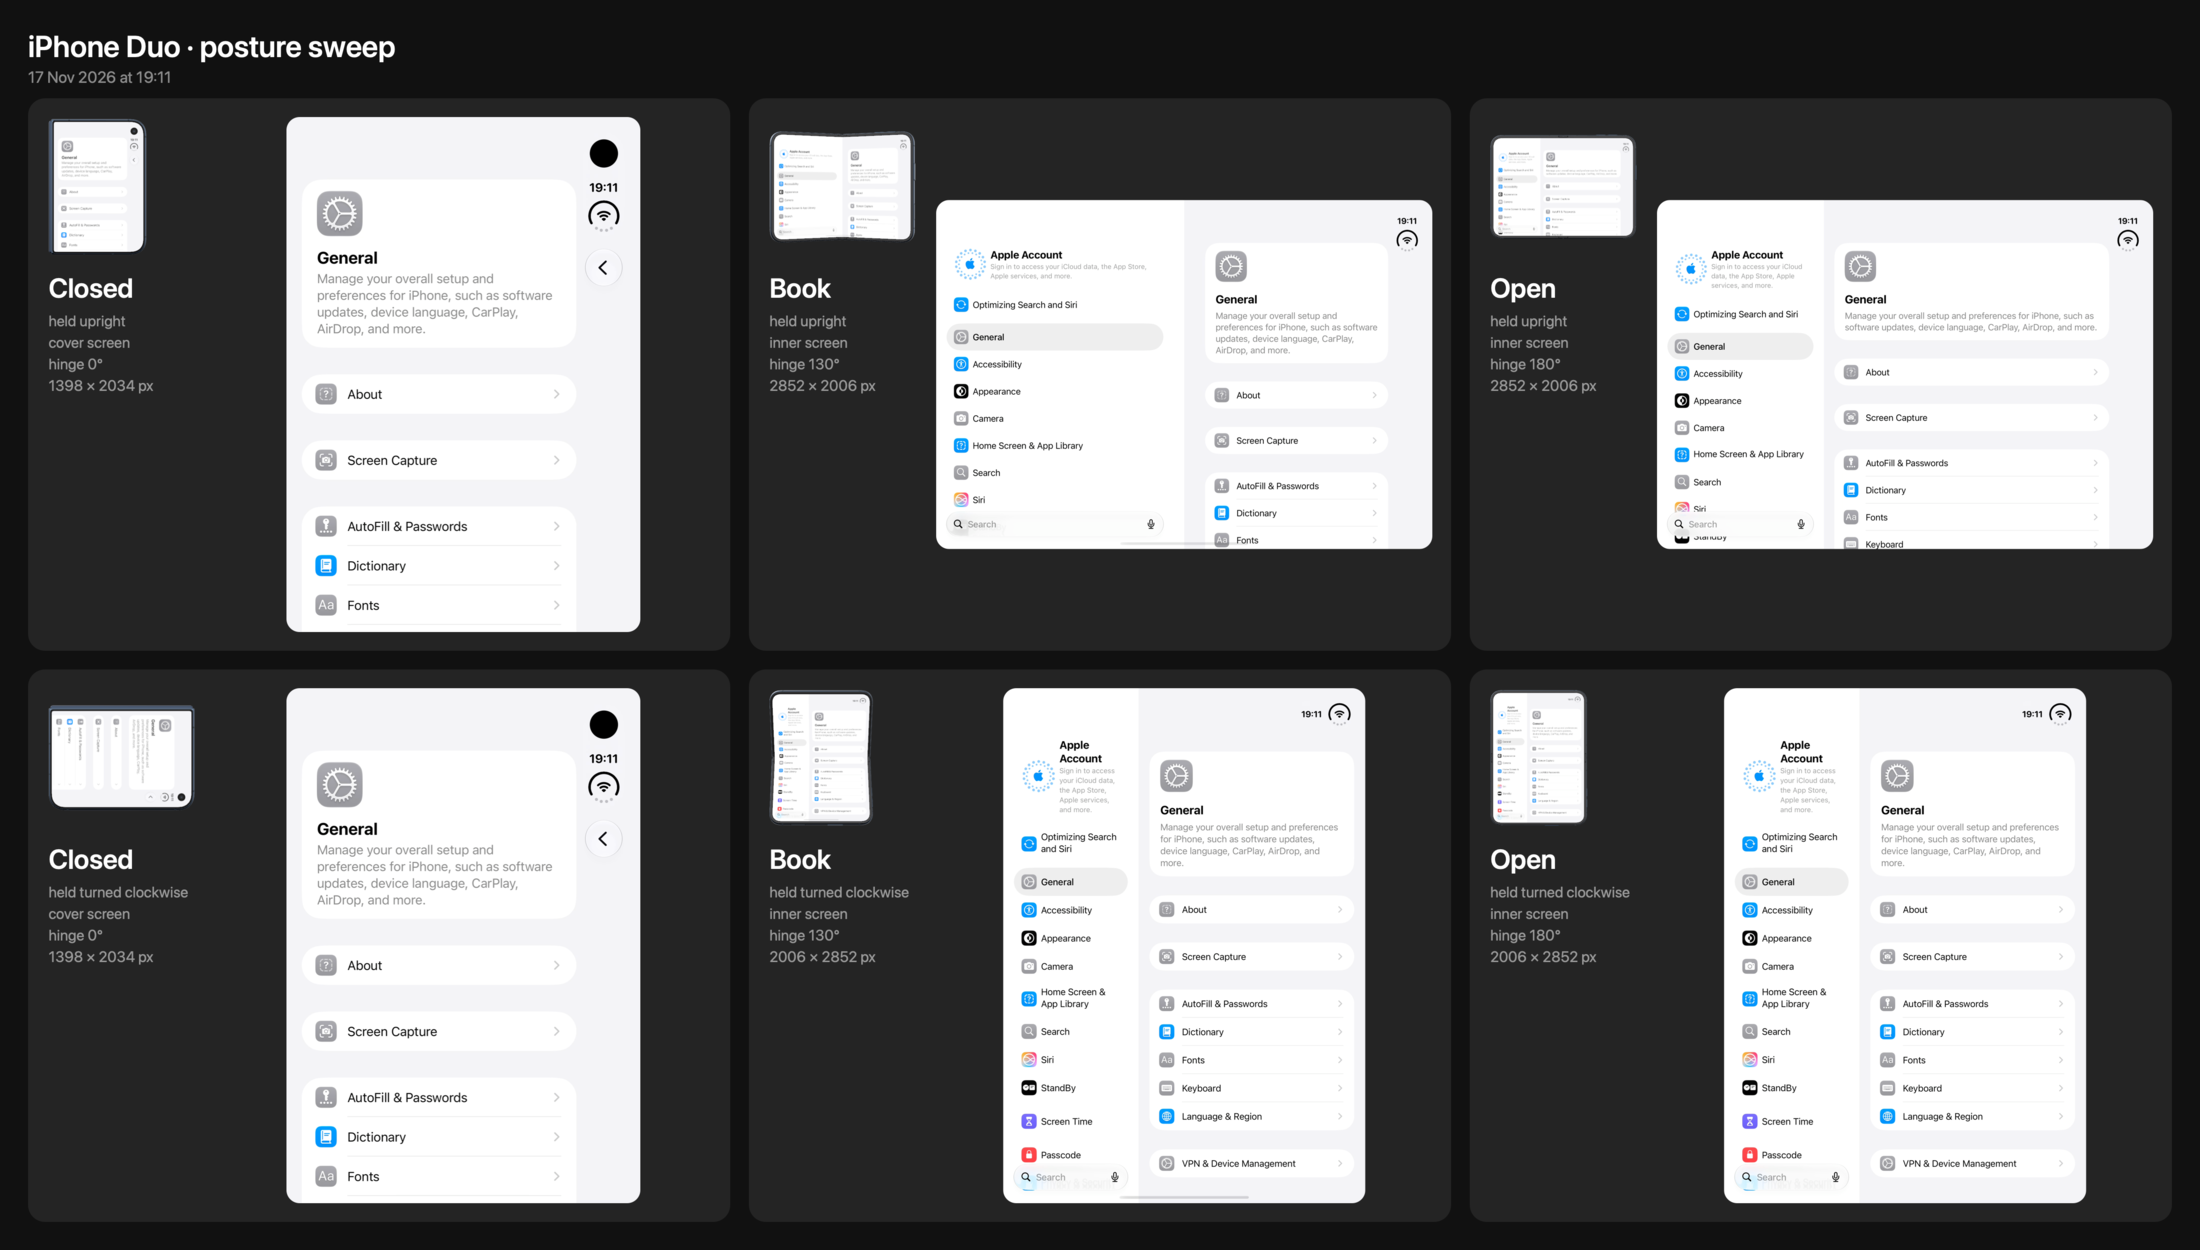 iPhone Duo · posture sweep
17 Nov 2026 at 19:11
Closed
held upright
cover screen
hinge 0°
1398 × 2034 px
19:11
General
Manage your overall setup and
preferences for iPhone, such as software
updates, device language, CarPlay,
AirDrop, and more.
About
Screen Capture
AutoFill & Passwords
Dictionary
Aa Fonts
Book
held upright
inner screen
hinge 130°
2852 × 2006 px
19:11
Apple Account
Sign in to access your iCloud data, the App Store,
Apple services, and more.
Optimizing Search and Siri
General
Accessibility
Appearance
Camera
Home Screen & App Library
Search
Siri
Search
General
Manage your overall setup and
preferences for iPhone, such as software
updates, device language, CarPlay,
AirDrop, and more.
About
Screen Capture
AutoFill & Passwords
Dictionary
Aa Fonts
Open
held upright
inner screen
hinge 180°
2852 × 2006 px
19:11
Apple Account
Sign in to access your iCloud
data, the App Store, Apple
services, and more.
Optimizing Search and Siri
General
Accessibility
Appearance
Camera
Home Screen & App Library
Search
Siri
Search
StandBy
General
Manage your overall setup and preferences for iPhone, such as
software updates, device language, CarPlay, AirDrop, and more.
About
Screen Capture
AutoFill & Passwords
Dictionary
Aa Fonts
Keyboard
Closed
held turned clockwise
cover screen
hinge 0°
1398 × 2034 px
19:11
General
Manage your overall setup and
preferences for iPhone, such as software
updates, device language, CarPlay,
AirDrop, and more.
About
Screen Capture
AutoFill & Passwords
Dictionary
Aa Fonts
Book
held turned clockwise
inner screen
hinge 130°
2006 × 2852 px
19:11
Apple
Account
Sign in to access
your iCloud data,
the App Store,
Apple services,
and more.
Optimizing Search
and Siri
General
Accessibility
Appearance
Camera
Home Screen &
App Library
Search
Siri
StandBy
Screen Time
Passcode
Search
General
Manage your overall setup and preferences
for iPhone, such as software updates,
device language, CarPlay, AirDrop, and
more.
About
Screen Capture
AutoFill & Passwords
Dictionary
Aa Fonts
Keyboard
Language & Region
VPN & Device Management
Open
held turned clockwise
inner screen
hinge 180°
2006 × 2852 px
19:11
Apple
Account
Sign in to access
your iCloud data,
the App Store,
Apple services,
and more.
Optimizing Search
and Siri
General
Accessibility
Appearance
Camera
Home Screen &
App Library
Search
Siri
StandBy
Screen Time
Passcode
Search
General
Manage your overall setup and preferences
for iPhone, such as software updates,
device language, CarPlay, AirDrop, and
more.
About
Screen Capture
AutoFill & Passwords
Dictionary
Aa Fonts
Keyboard
Language & Region
VPN & Device Management